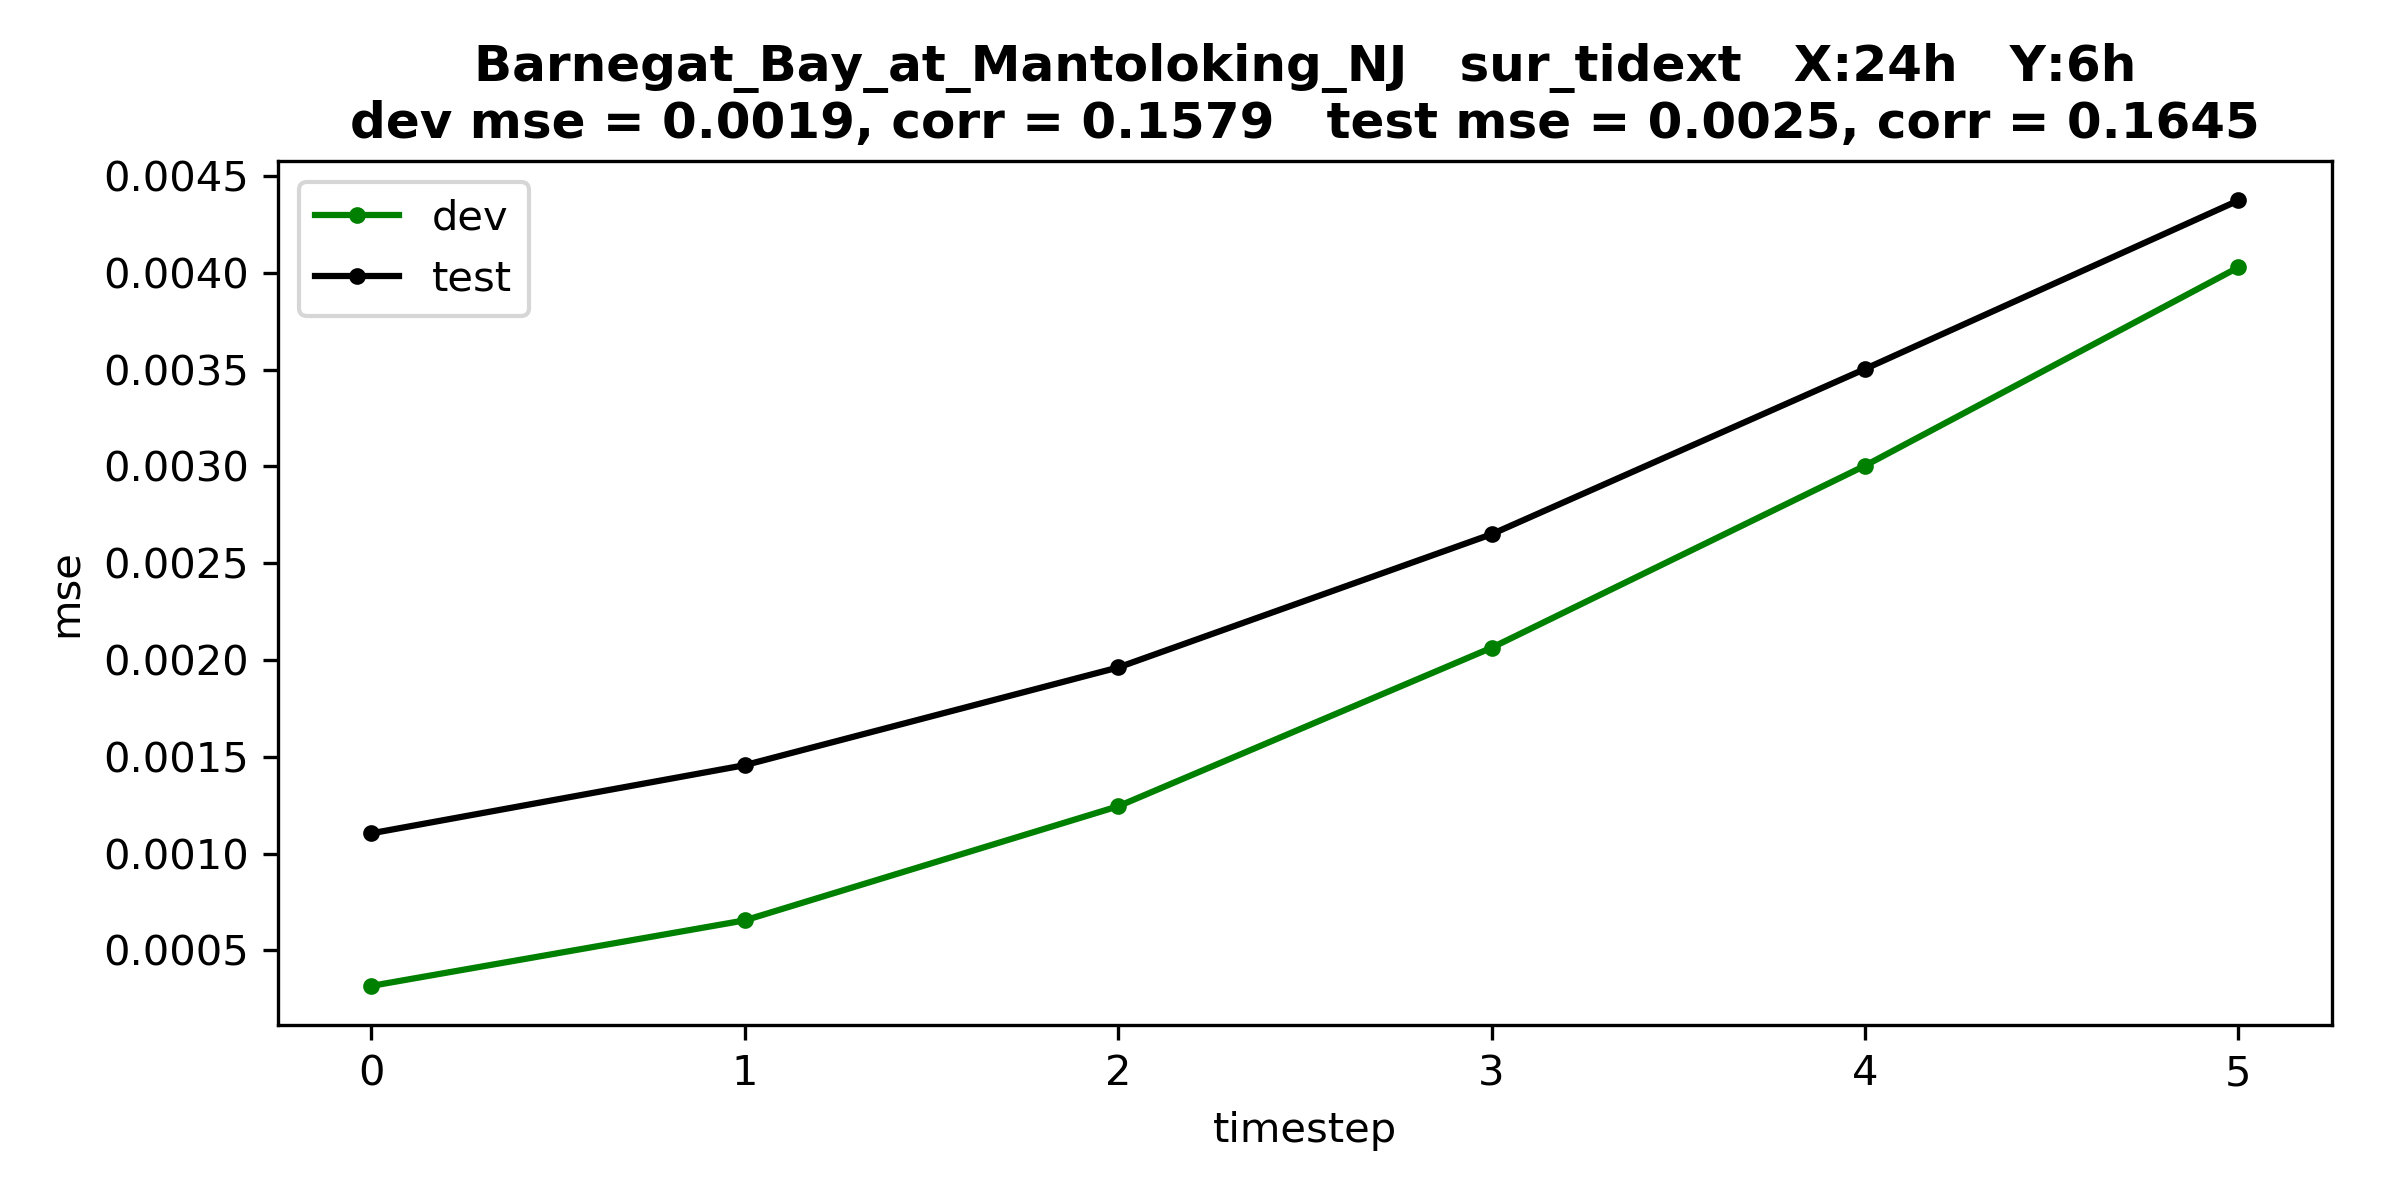 Barnegat_Bay_at_Mantoloking_NJ   sur_tidext   X:24h   Y:6h
dev mse = 0.0019, corr = 0.1579   test mse = 0.0025, corr = 0.1645
dev
test
mse
0.0045
0.0040
0.0035
0.0030
0.0025
0.0020
0.0015
0.0010
0.0005
0 1 2 3 4 5
timestep